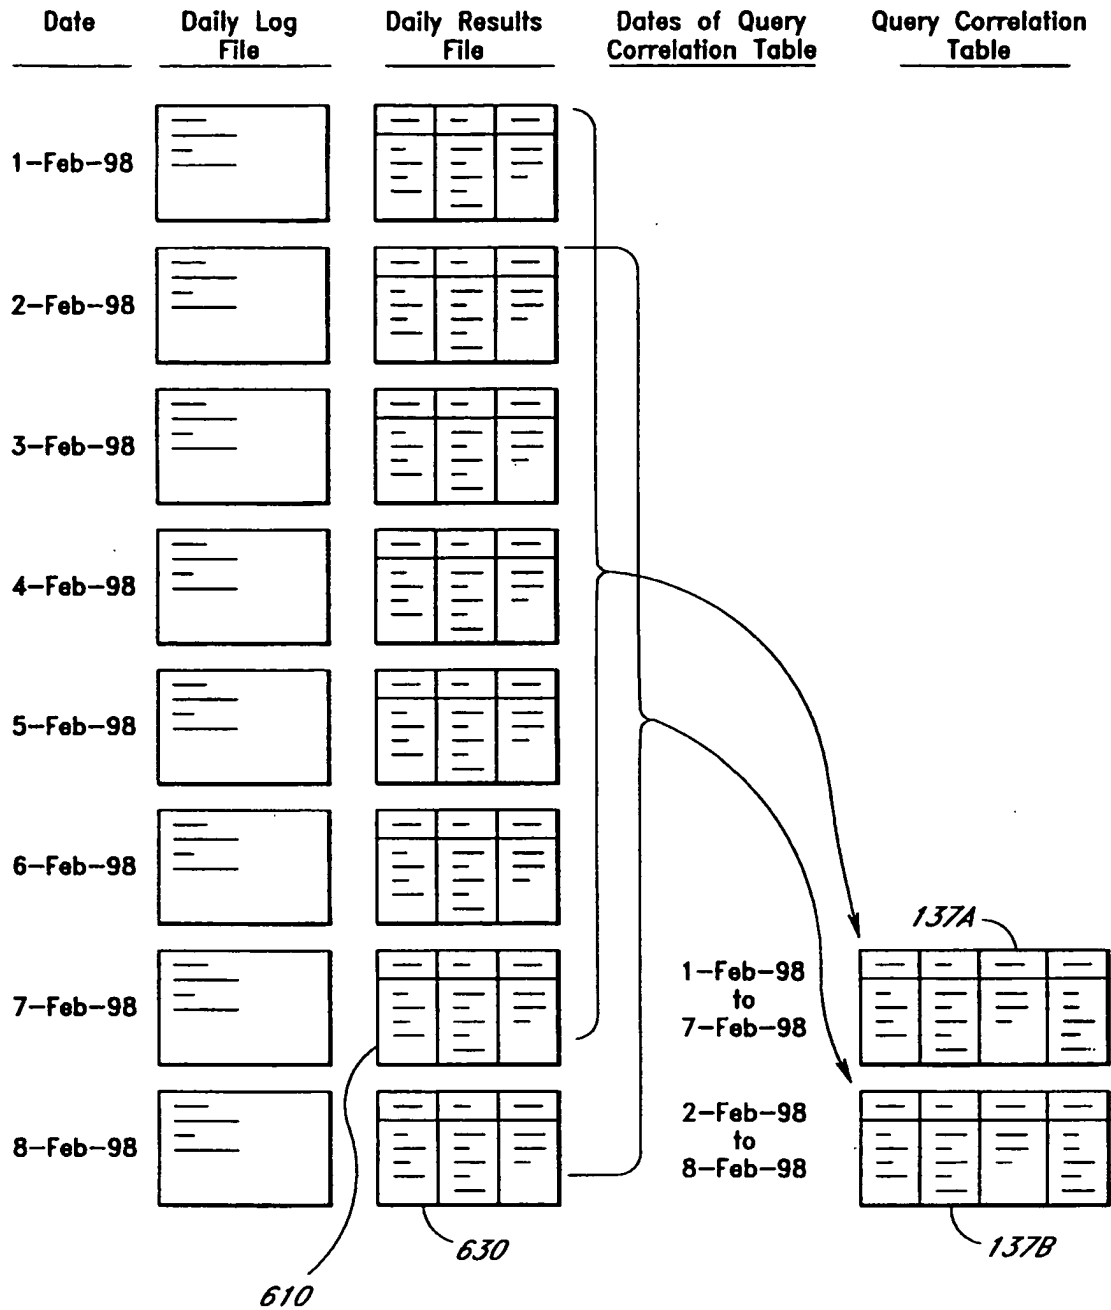 Date
Daily Log
File
Daily Results
File
Dates of Query
Correlation Table
Query Correlation
Table
1-Feb-98
2-Feb-98
3-Feb-98
4-Feb-98
5-Feb-98
6-Feb-98
7-Feb-98
8-Feb-98
137A
1-Feb-98
to
7-Feb-98
2-Feb-98
to
8-Feb-98
630
137B
610